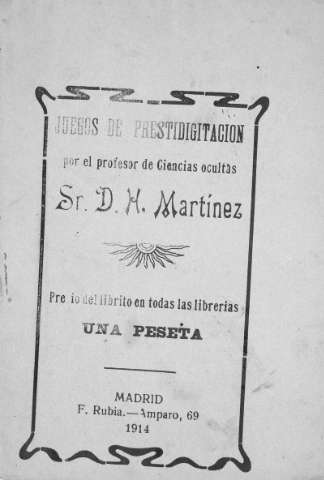 JUEGOS DE PRESTIDIGITACION
por el profesor de Ciencias ocultas
Sr. D. H. Martínez
Pre io del librito en todas las librerías
UNA PESETA
MADRID
F. Rubia.—Amparo, 69
1914